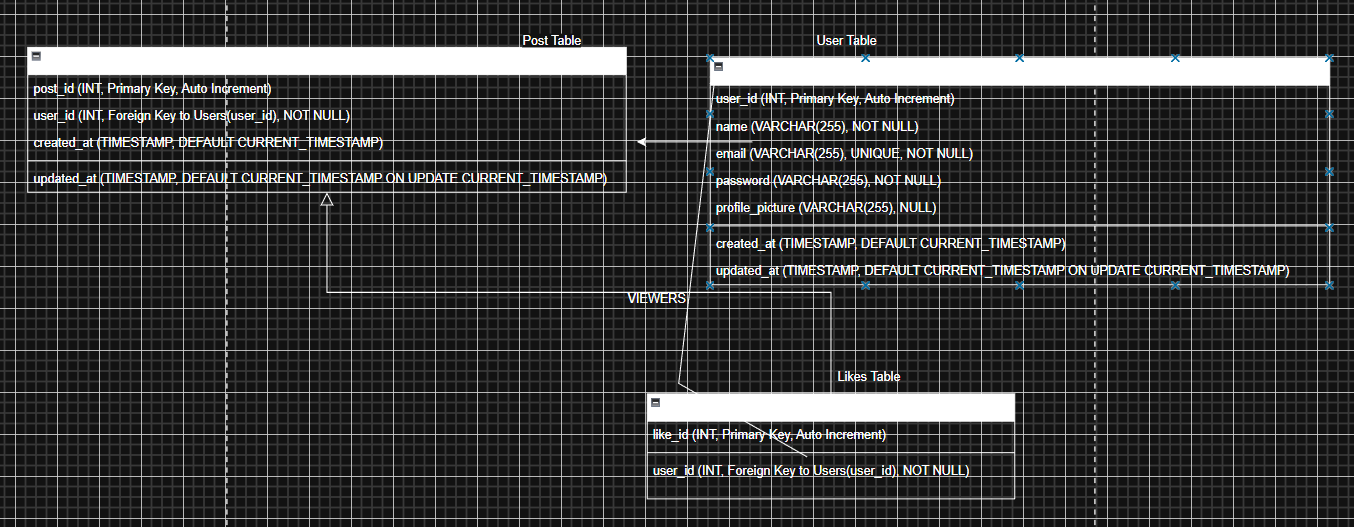 Post Table
post_id (INT, Primary Key, Auto Increment)
user_id (INT, Foreign Key to Users(user_id), NOT NULL)
created_at (TIMESTAMP, DEFAULT CURRENT_TIMESTAMP)
updated_at (TIMESTAMP, DEFAULT CURRENT_TIMESTAMP ON UPDATE CURRENT_TIMESTAMP)
User Table
user_id (INT, Primary Key, Auto Increment)
name (VARCHAR(255), NOT NULL)
email (VARCHAR(255), UNIQUE, NOT NULL)
password (VARCHAR(255), NOT NULL)
profile_picture (VARCHAR(255), NULL)
created_at (TIMESTAMP, DEFAULT CURRENT_TIMESTAMP)
updated_at (TIMESTAMP, DEFAULT CURRENT_TIMESTAMP ON UPDATE CURRENT_TIMESTAMP)
VIEWERS
Likes Table
like_id (INT, Primary Key, Auto Increment)
user_id (INT, Foreign Key to Users(user_id), NOT NULL)